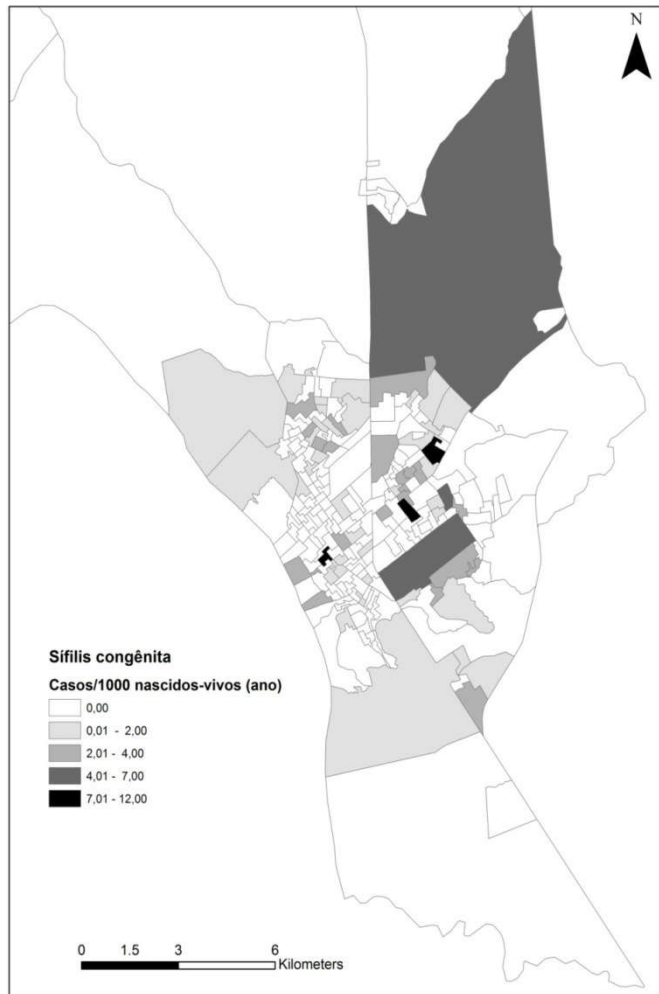 N
Sífilis congênita
Casos/1000 nascidos-vivos (ano)
0,00
0,01 - 2,00
2,01 - 4,00
4,01 - 7,00
7,01 - 12,00
0 1.5 3 6
Kilometers